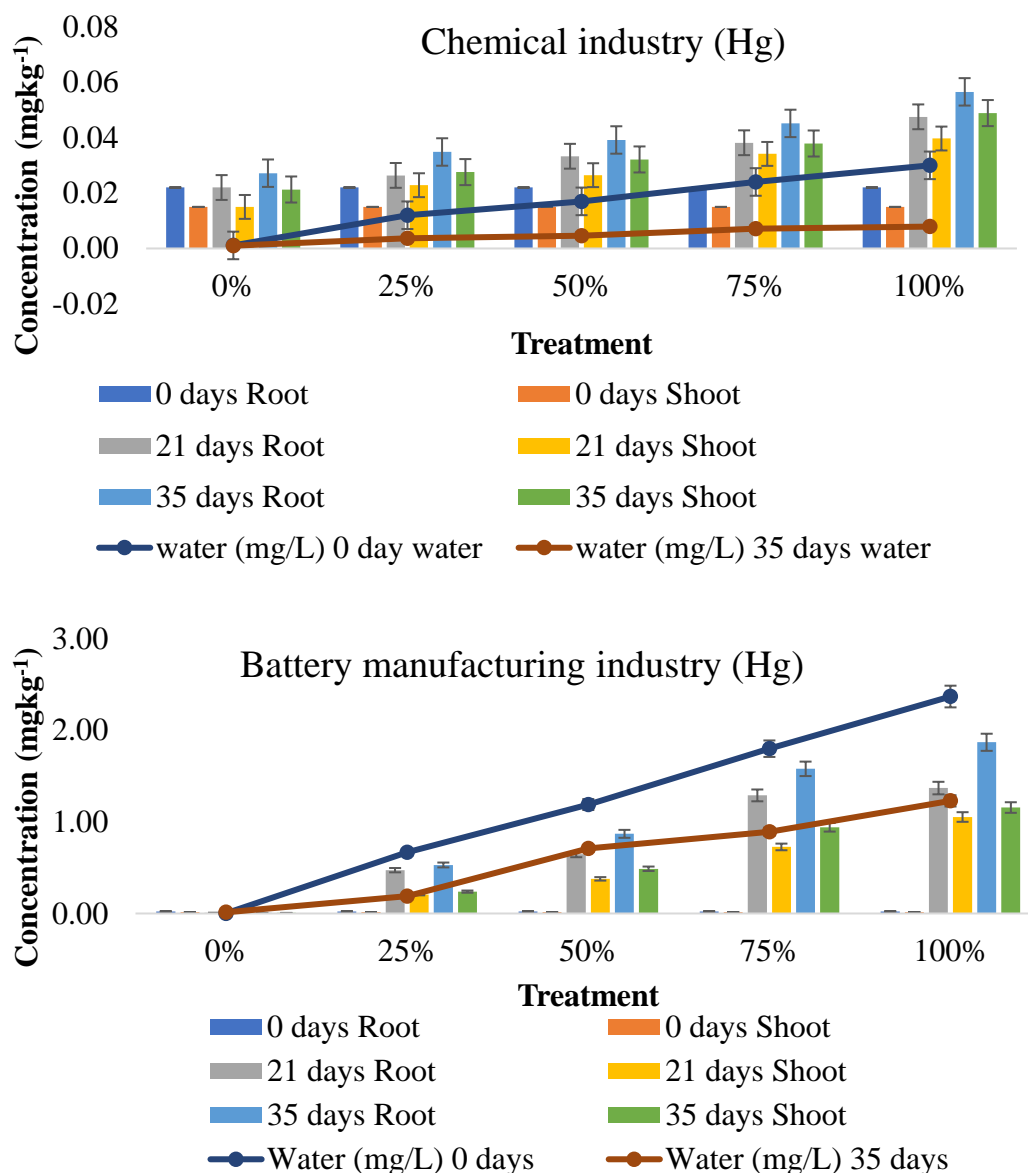 Chemical industry (Hg)
Concentration (mgkg-1)
0.08
0.06
0.04
0.02
0.00
-0.02
0% 25% 50% 75% 100%
Treatment
0 days Root 0 days Shoot
21 days Root 21 days Shoot
35 days Root 35 days Shoot
water (mg/L) 0 day water water (mg/L) 35 days water
Battery manufacturing industry (Hg)
Concentration (mgkg-1)
3.00
2.00
1.00
0.00
0% 25% 50% 75% 100%
Treatment
0 days Root 0 days Shoot
21 days Root 21 days Shoot
35 days Root 35 days Shoot
Water (mg/L) 0 days Water (mg/L) 35 days